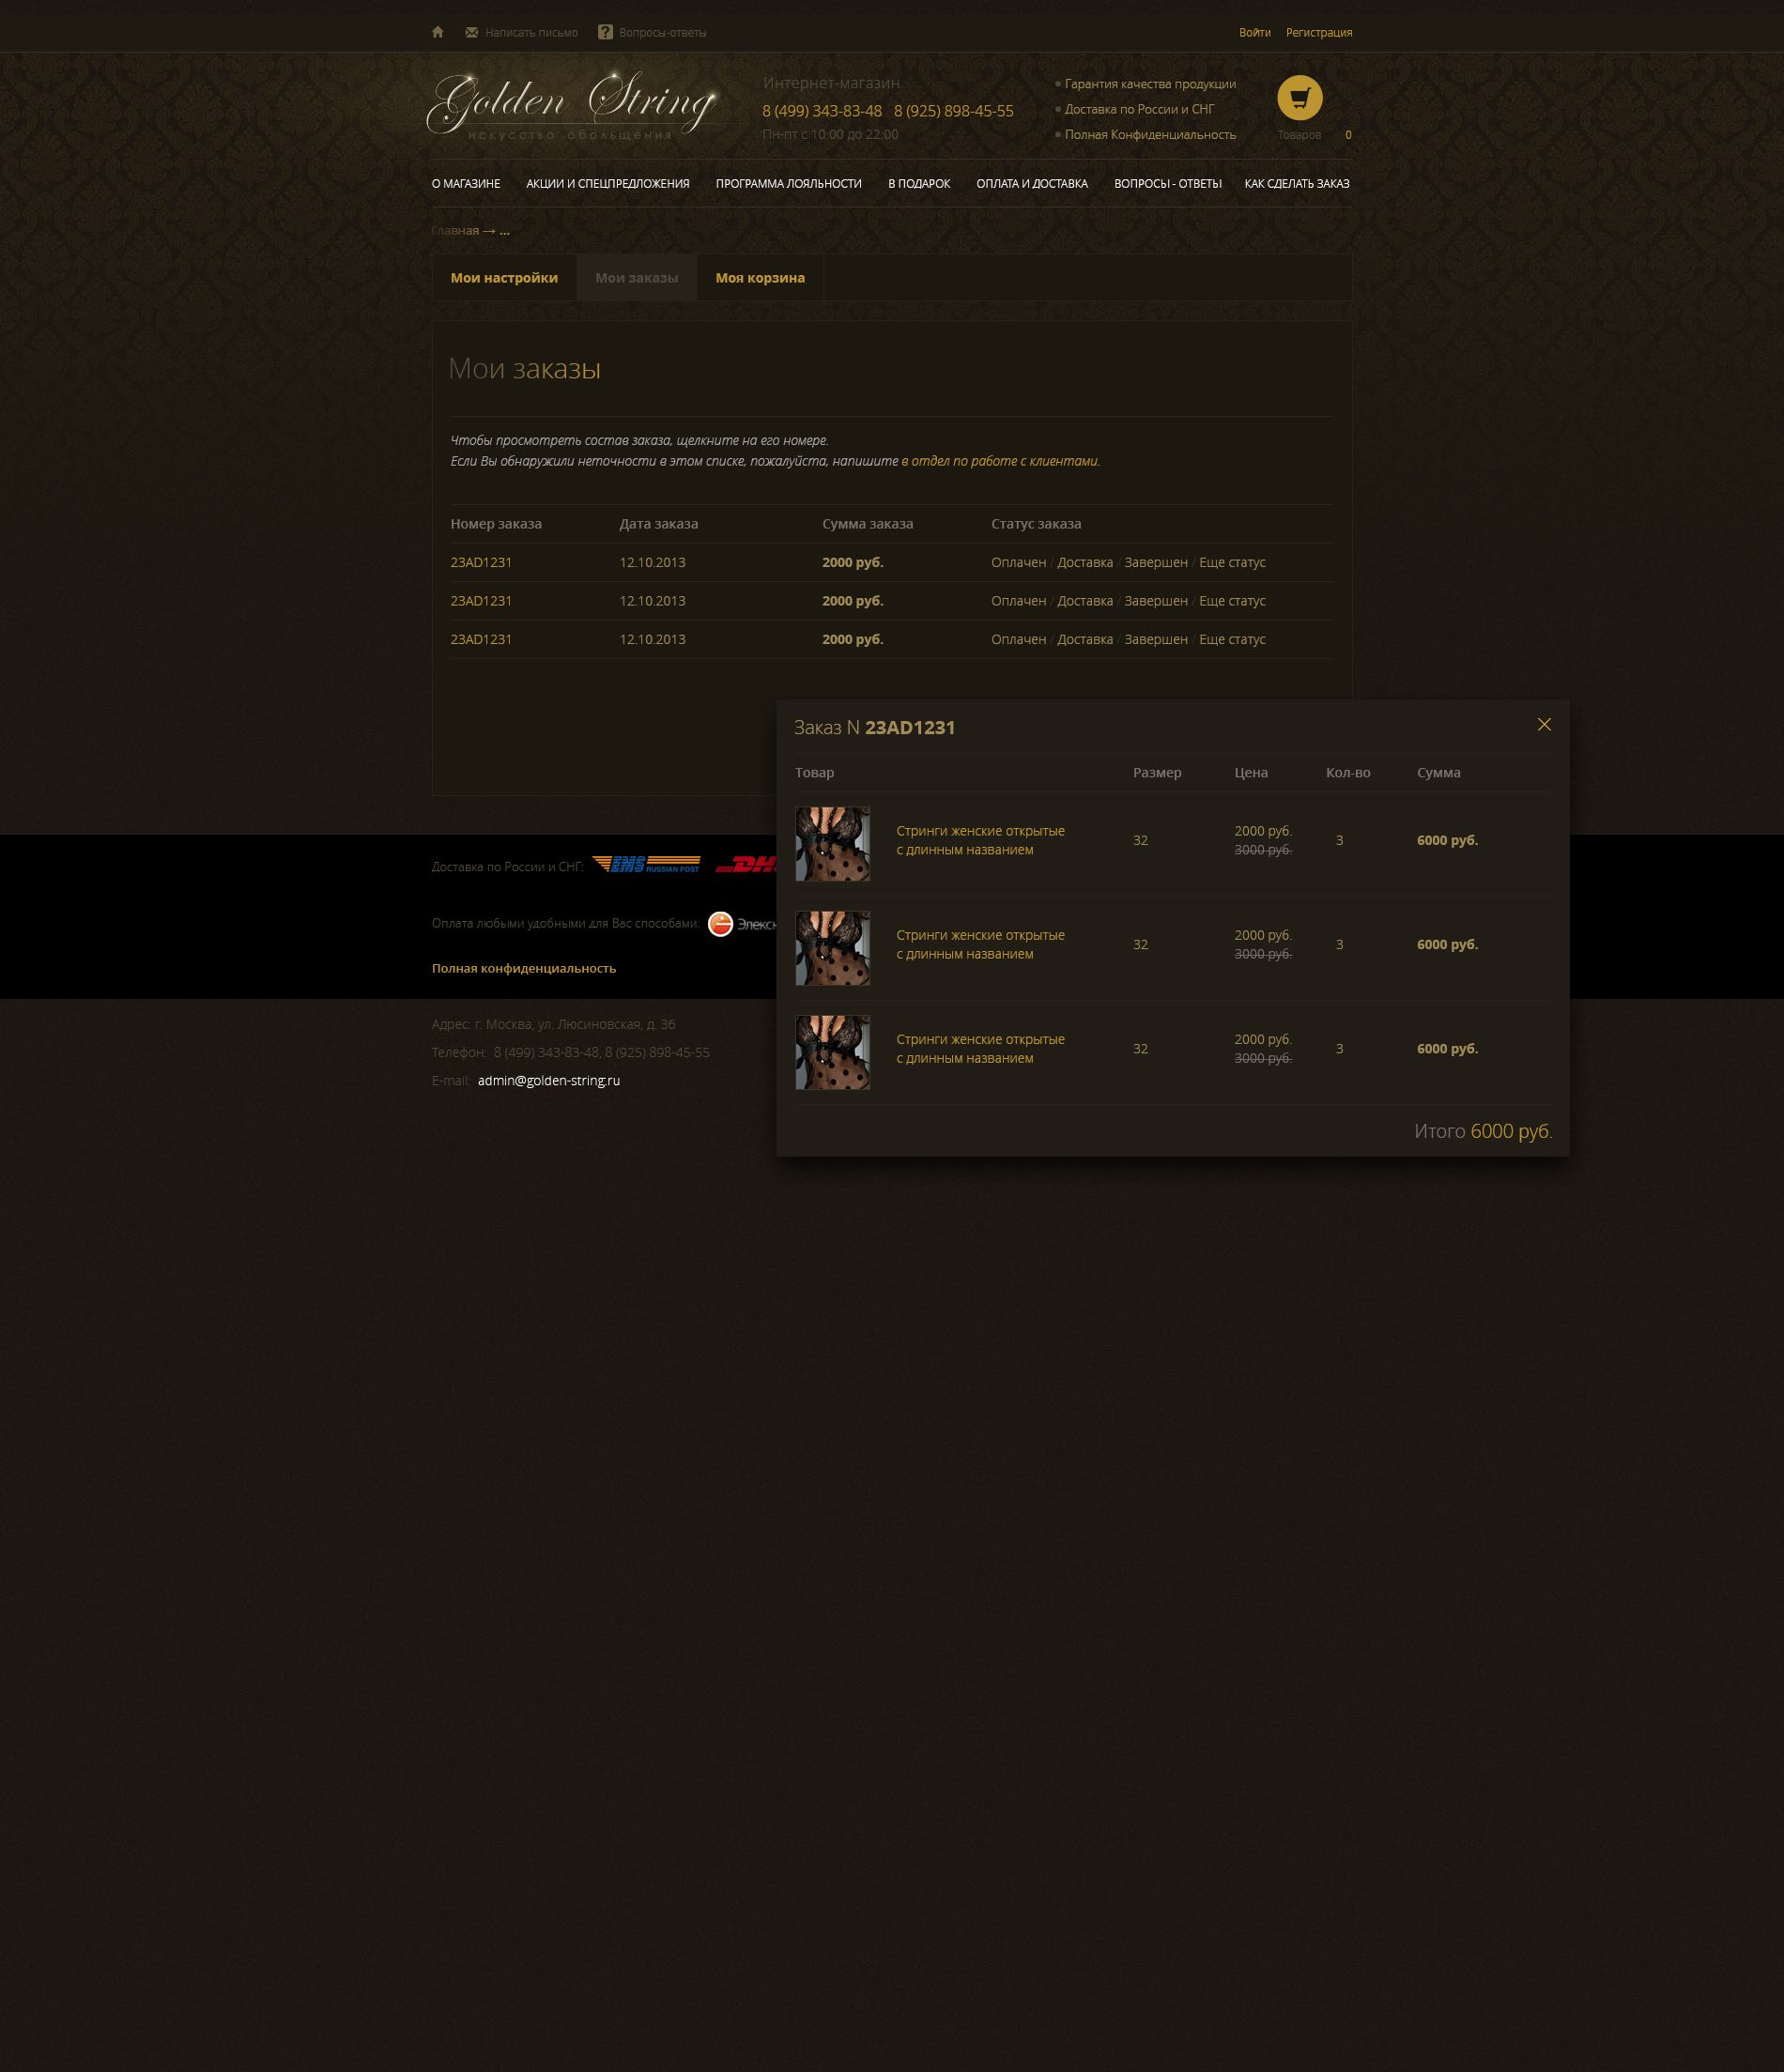 Написать письмо Вопросы-ответы Войти Регистрация
Golden String
искусство обольщения
Интернет-магазин
8 (499) 343-83-48 8 (925) 898-45-55
Пн-пт с 10:00 до 22:00
Гарантия качества продукции
Доставка по России и СНГ
Полная Конфиденциальность
Товаров 0
О МАГАЗИНЕ АКЦИИ И СПЕЦПРЕДЛОЖЕНИЯ ПРОГРАММА ЛОЯЛЬНОСТИ В ПОДАРОК ОПЛАТА И ДОСТАВКА ВОПРОСЫ - ОТВЕТЫ КАК СДЕЛАТЬ ЗАКАЗ
Главная → ...
Мои настройки Мои заказы Моя корзина
Мои заказы
Чтобы просмотреть состав заказа, щелкните на его номере.
Если Вы обнаружили неточности в этом списке, пожалуйста, напишите в отдел по работе с клиентами.
Номер заказа Дата заказа Сумма заказа Статус заказа
23AD1231 12.10.2013 2000 руб. Оплачен / Доставка / Завершен / Еще статус
23AD1231 12.10.2013 2000 руб. Оплачен / Доставка / Завершен / Еще статус
23AD1231 12.10.2013 2000 руб. Оплачен / Доставка / Завершен / Еще статус
Заказ N 23AD1231
Товар Размер Цена Кол-во Сумма
Стринги женские открытые
с длинным названием
32
2000 руб.
3000 руб.
3
6000 руб.
Стринги женские открытые
с длинным названием
32
2000 руб.
3000 руб.
3
6000 руб.
Стринги женские открытые
с длинным названием
32
2000 руб.
3000 руб.
3
6000 руб.
Итого 6000 руб.
Доставка по России и СНГ: EMS RUSSIAN POST DH
Оплата любыми удобными для Вас способами: Элексн
Полная конфиденциальность
Адрес: г. Москва, ул. Люсиновская, д. 36
Телефон: 8 (499) 343-83-48, 8 (925) 898-45-55
E-mail: admin@golden-string.ru